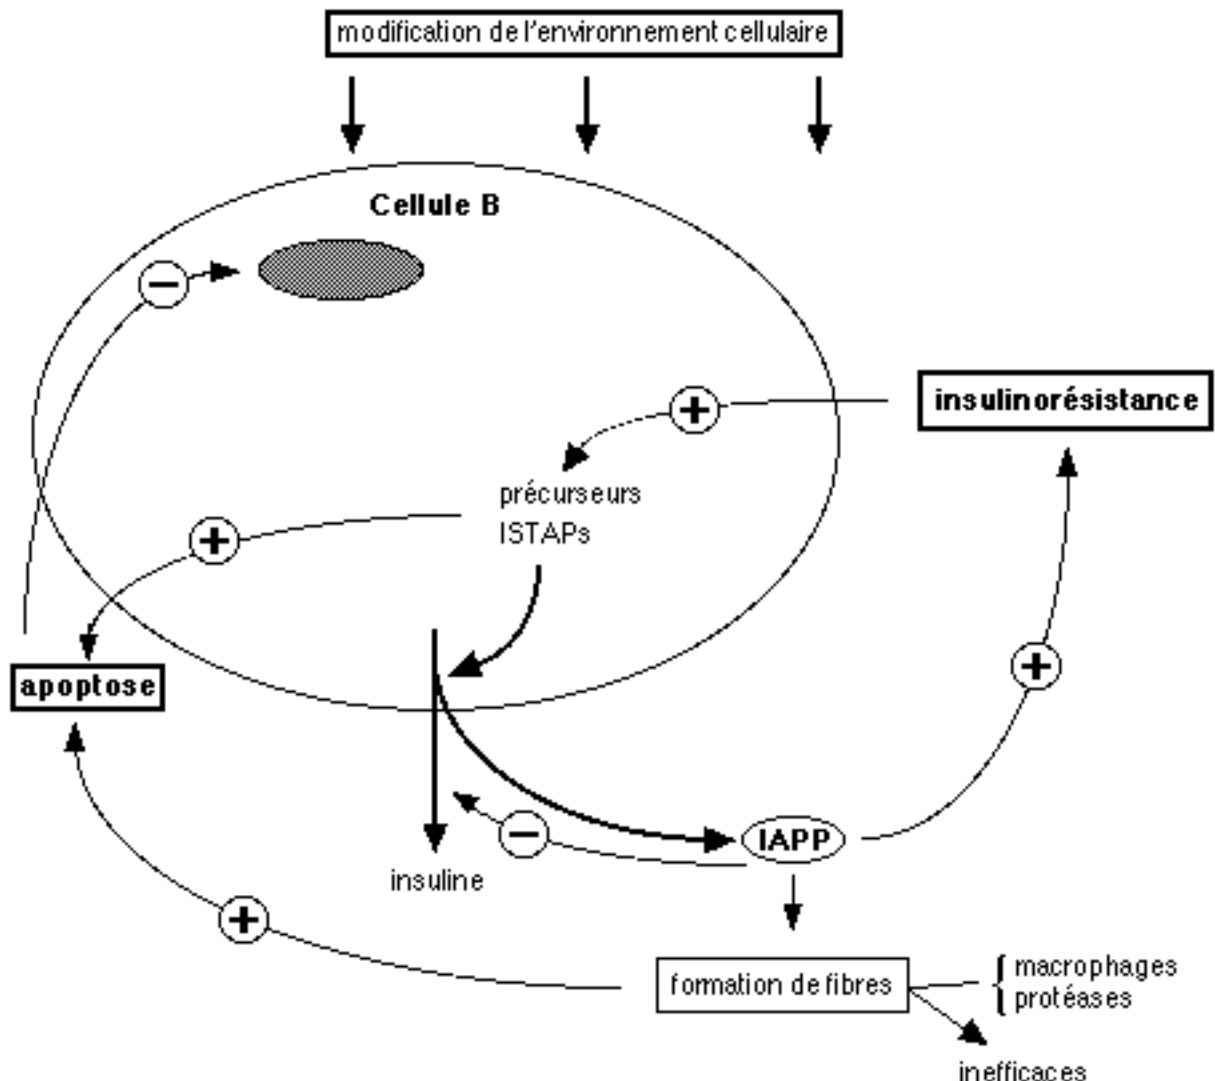 modification de l'environnement cellulaire
Cellule B
−
+
insulinorésistance
précurseurs
ISTAPs
+
+
apoptose
−
IAPP
insuline
+
formation de fibres
{ macrophages
{ protéases
inefficaces